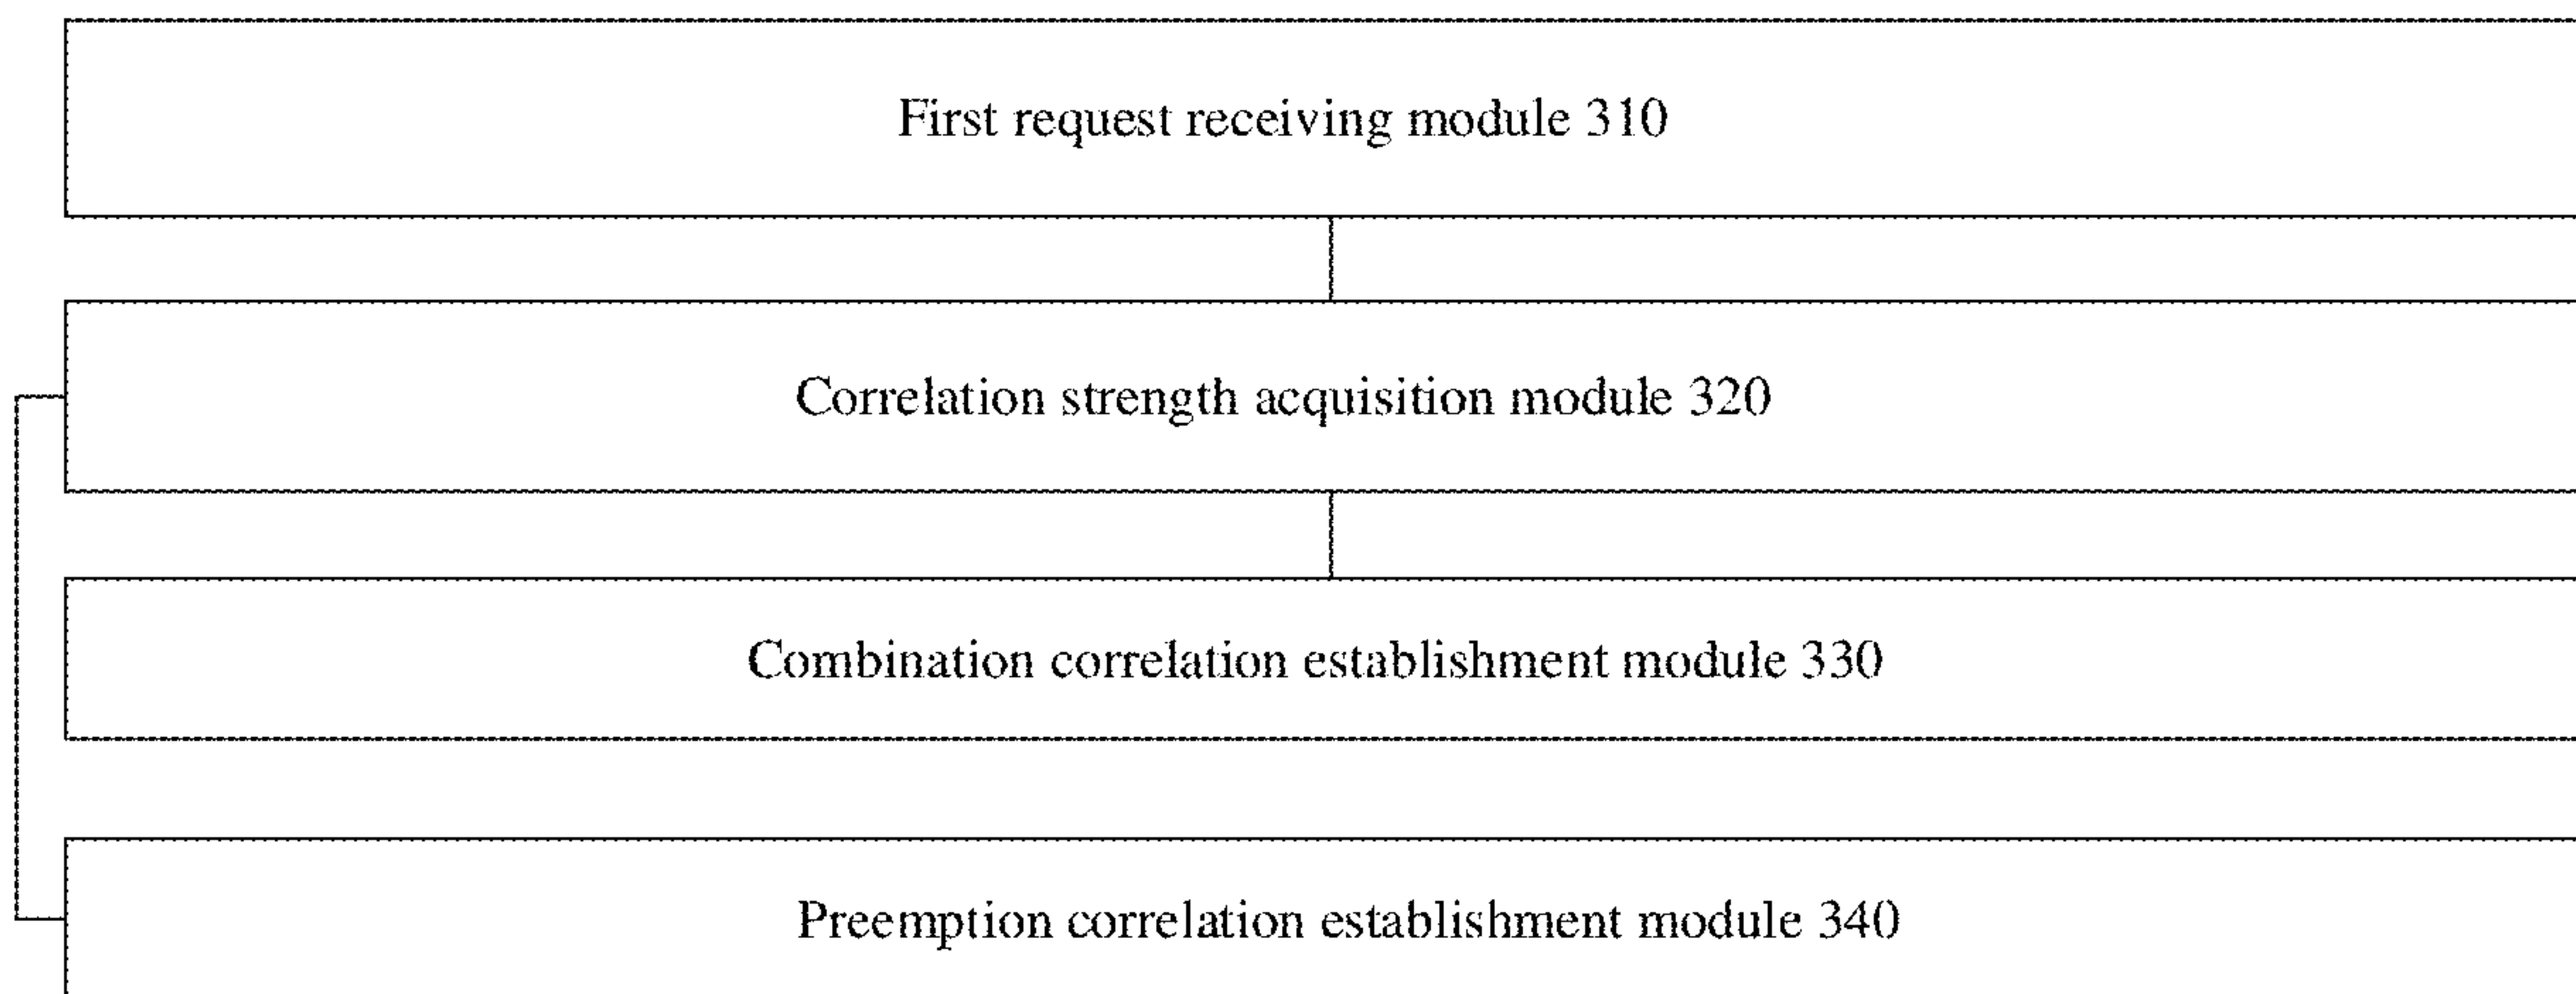 First request receiving module 310
Correlation strength acquisition module 320
Combination correlation establishment module 330
Preemption correlation establishment module 340